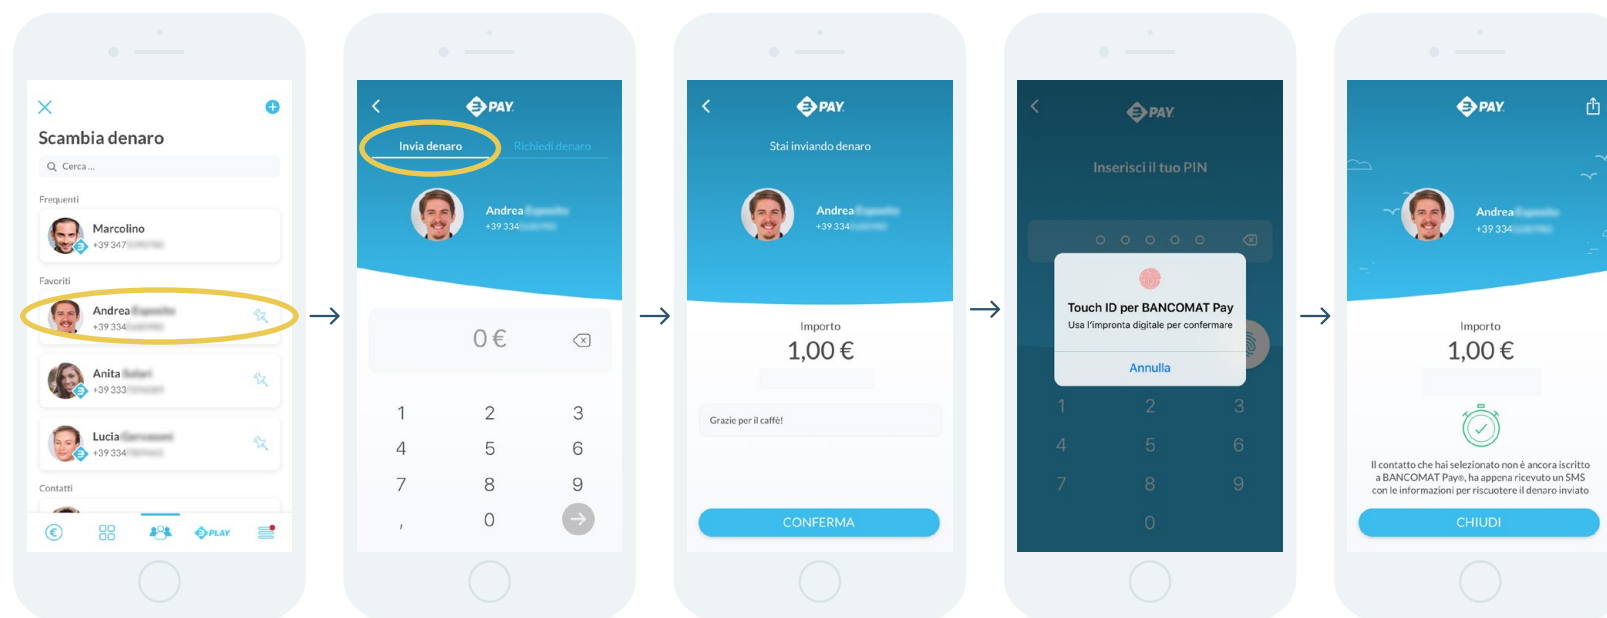 Scambia denaro
Cerca ...
Frequenti
Marcolino
+39 347
Favoriti
Andrea
+39 334
Anita
+39 333
Lucia
+39 334
Contatti
PLAY
PAY
Invia denaro
Richiedi denaro
Andrea
+39 334
0 €
1 2 3
4 5 6
7 8 9
, 0
PAY
Stai inviando denaro
Andrea
+39 334
Importo
1,00 €
Grazie per il caffè!
CONFERMA
PAY
Inserisci il tuo PIN
Touch ID per BANCOMAT Pay
Usa l'impronta digitale per confermare
Annulla
1 2 3
4 5 6
7 8 9
0
PAY
Andrea
+39 334
Importo
1,00 €
Il contatto che hai selezionato non è ancora iscritto
a BANCOMAT Pay®, ha appena ricevuto un SMS
con le informazioni per riscuotere il denaro inviato
CHIUDI